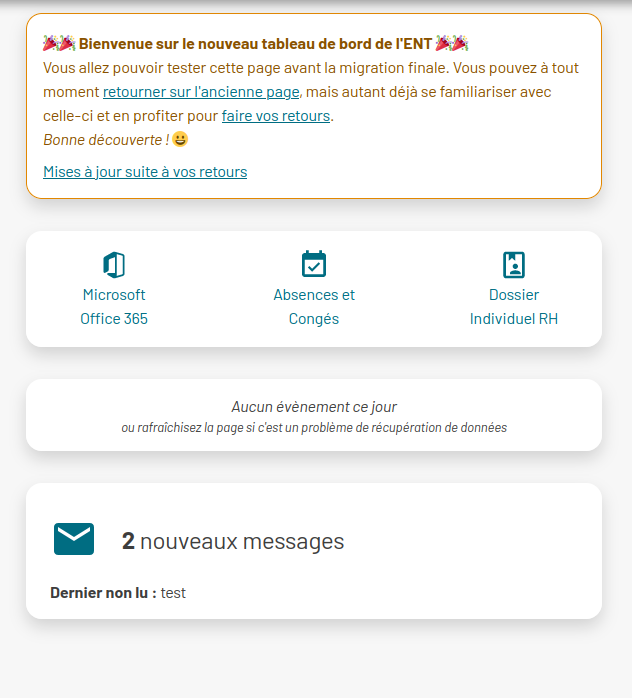 🎉🎉 Bienvenue sur le nouveau tableau de bord de l'ENT 🎉🎉
Vous allez pouvoir tester cette page avant la migration finale. Vous pouvez à tout
moment retourner sur l'ancienne page, mais autant déjà se familiariser avec
celle-ci et en profiter pour faire vos retours.
Bonne découverte ! 😀
Mises à jour suite à vos retours
Microsoft
Office 365
Absences et
Congés
Dossier
Individuel RH
Aucun évènement ce jour
ou rafraîchisez la page si c'est un problème de récupération de données
2 nouveaux messages
Dernier non lu : test